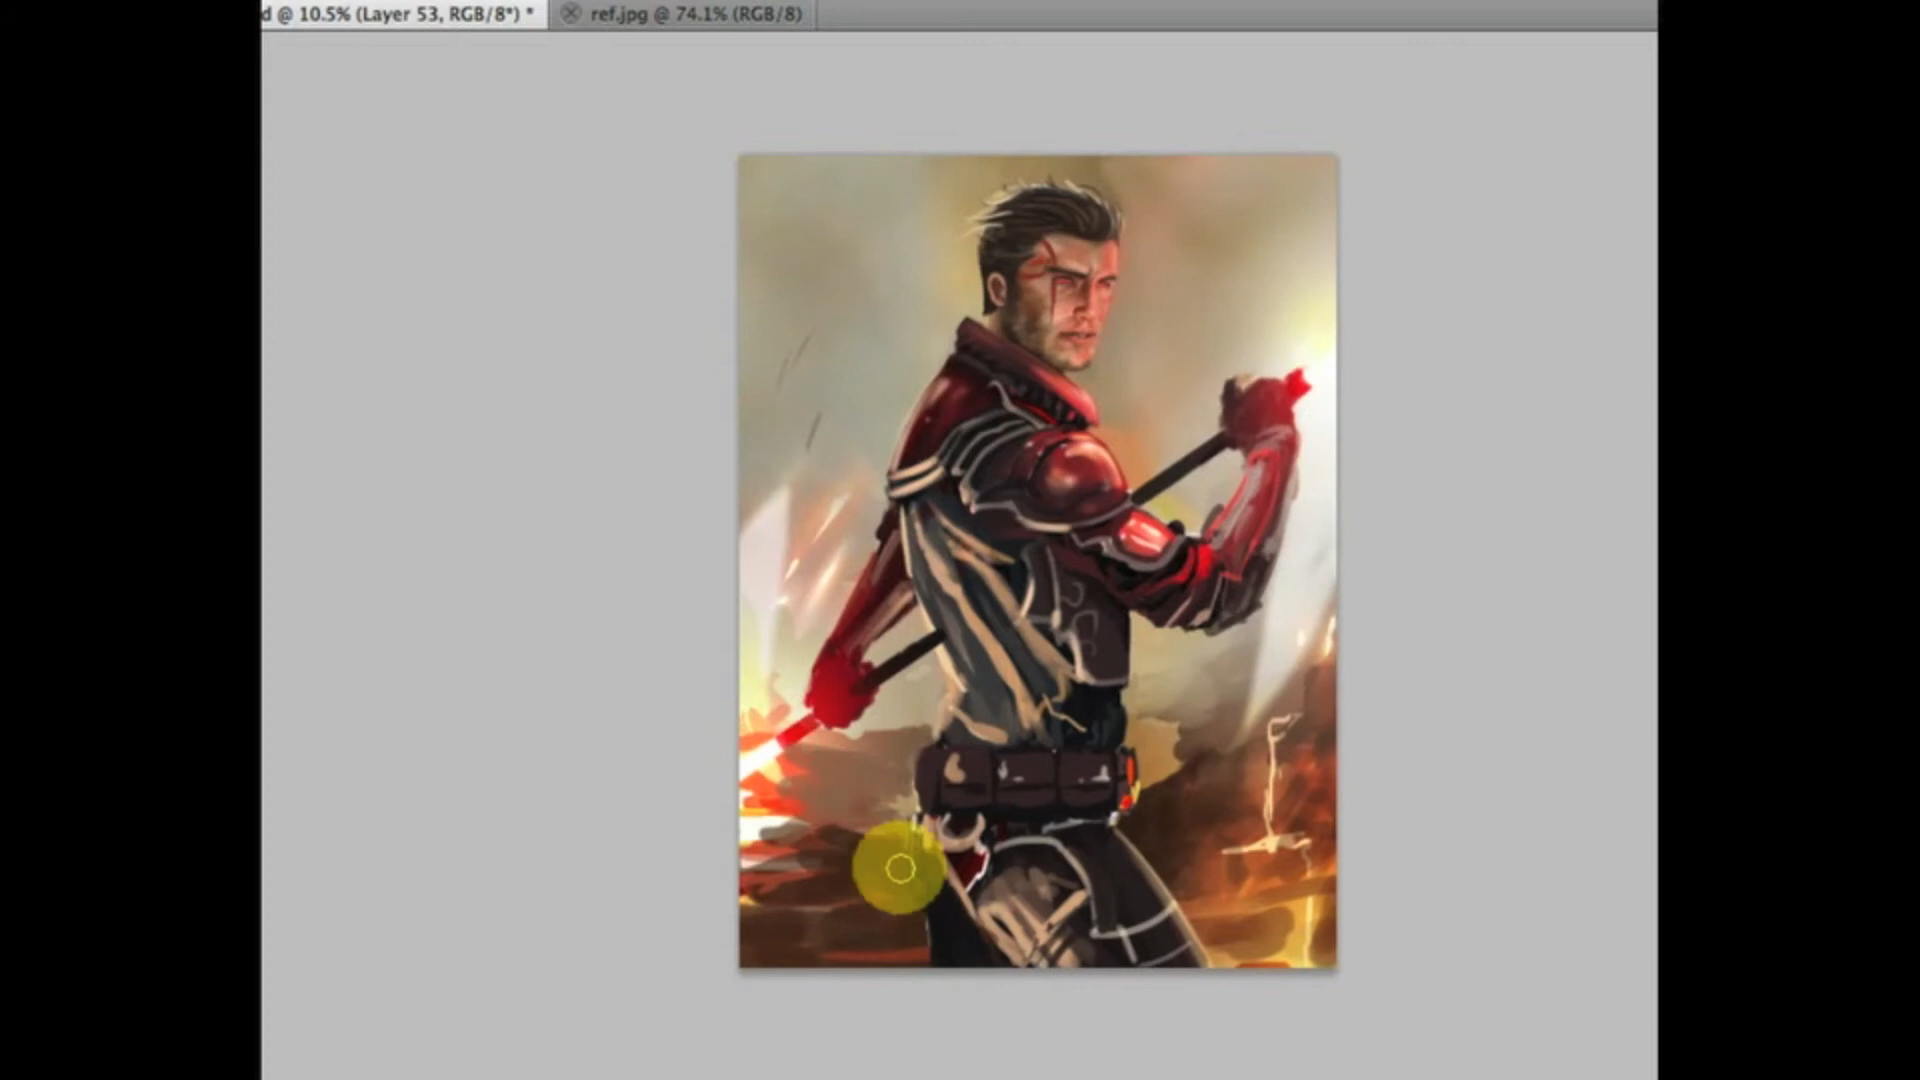 d @ 10.5% (Layer 53, RGB/8*) *
ref.jpg @ 74.1% (RGB/8)